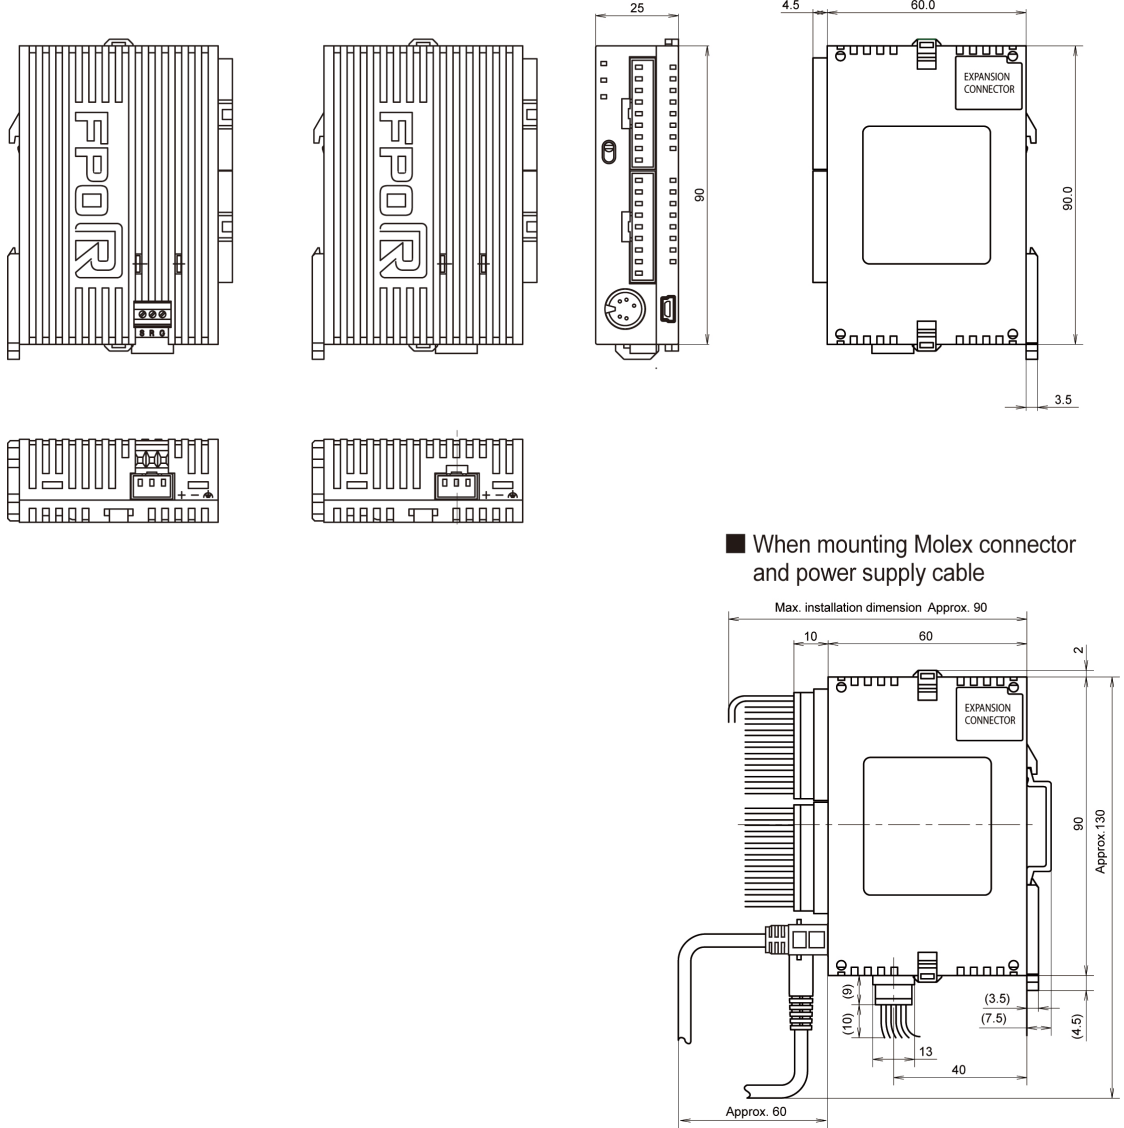 25
4.5
60.0
EXPANSION
CONNECTOR
FP0R
FP0R
90
90.0
S R G
3.5
+ −
+ −
■ When mounting Molex connector
and power supply cable
Max. installation dimension Approx. 90
10
60
2
EXPANSION
CONNECTOR
90
Approx.130
(9)
(10)
(3.5)
(7.5)
(4.5)
13
40
Approx. 60